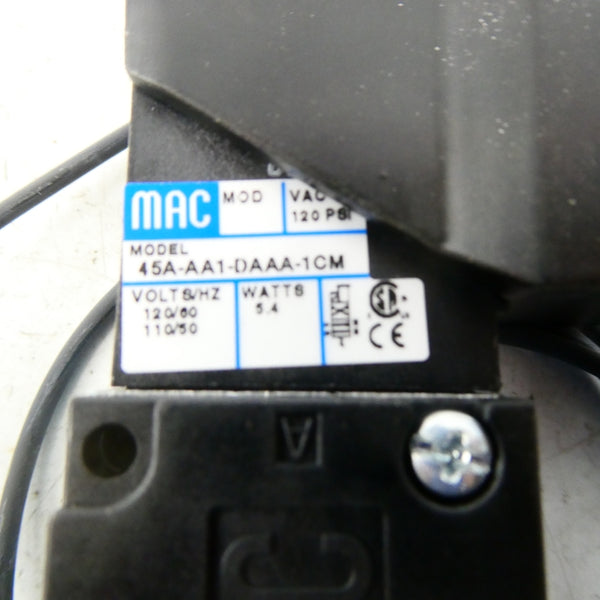 MAC MOD VAC
120 PSI
MODEL
45A-AA1-DAAA-1CM
VOLTS/HZ WATTS
120/60 5.4
110/50
CE
A